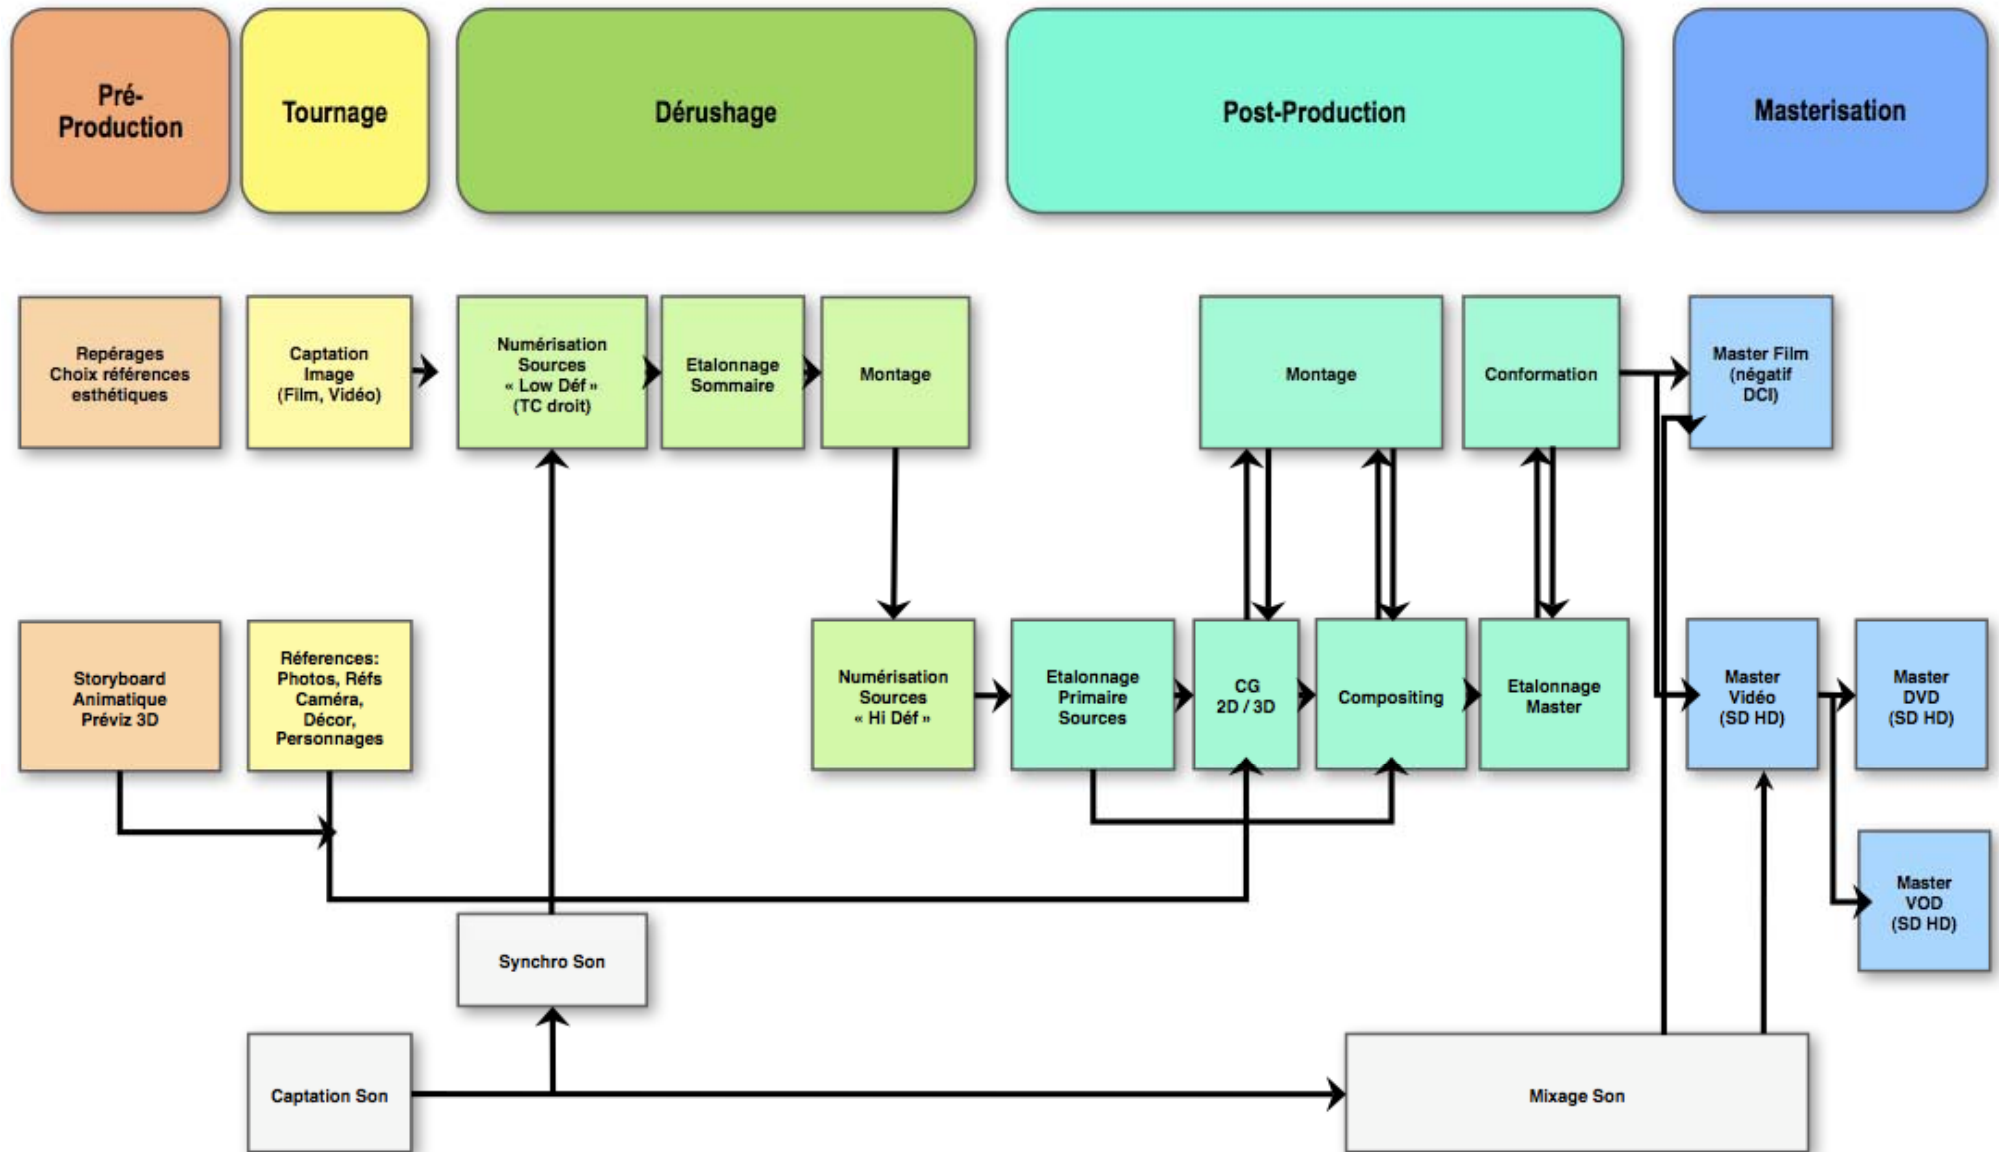 Pré-
Production
Tournage
Dérushage
Post-Production
Masterisation
Repérages
Choix références
esthétiques
Captation
Image
(Film, Vidéo)
Numérisation
Sources
« Low Déf »
(TC droit)
Etalonnage
Sommaire
Montage
Montage
Conformation
Master Film
(négatif
DCI)
Storyboard
Animatique
Préviz 3D
Réferences:
Photos, Réfs
Caméra,
Décor,
Personnages
Numérisation
Sources
« Hi Déf »
Etalonnage
Primaire
Sources
CG
2D / 3D
Compositing
Etalonnage
Master
Master
Vidéo
(SD HD)
Master
DVD
(SD HD)
Master
VOD
(SD HD)
Synchro Son
Captation Son
Mixage Son